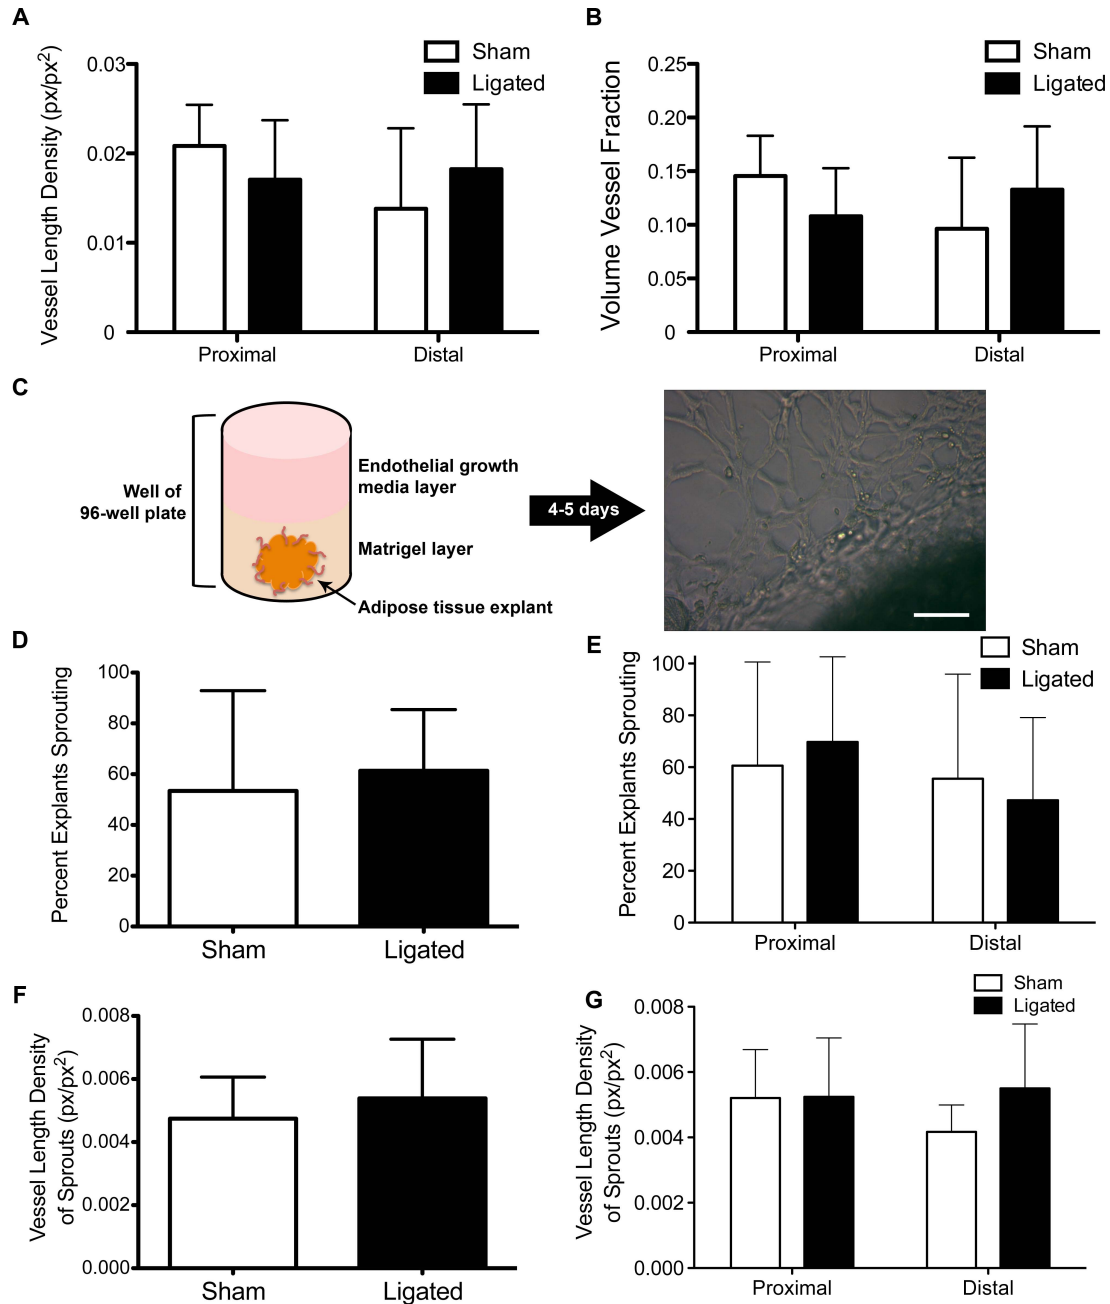 A
Vessel Length Density (px/px²)
0.03
0.02
0.01
0
Sham
Ligated
Proximal
Distal
B
Volume Vessel Fraction
0.25
0.20
0.15
0.10
0.05
0
Sham
Ligated
Proximal
Distal
C
Well of
96-well plate
Endothelial growth
media layer
Matrigel layer
Adipose tissue explant
4-5 days
D
Percent Explants Sprouting
100
80
60
40
20
0
Sham
Ligated
E
Percent Explants Sprouting
100
80
60
40
20
0
Sham
Ligated
Proximal
Distal
F
Vessel Length Density
of Sprouts (px/px²)
0.008
0.006
0.004
0.002
0.000
Sham
Ligated
G
Vessel Length Density
of Sprouts (px/px²)
0.008
0.006
0.004
0.002
0.000
Sham
Ligated
Proximal
Distal